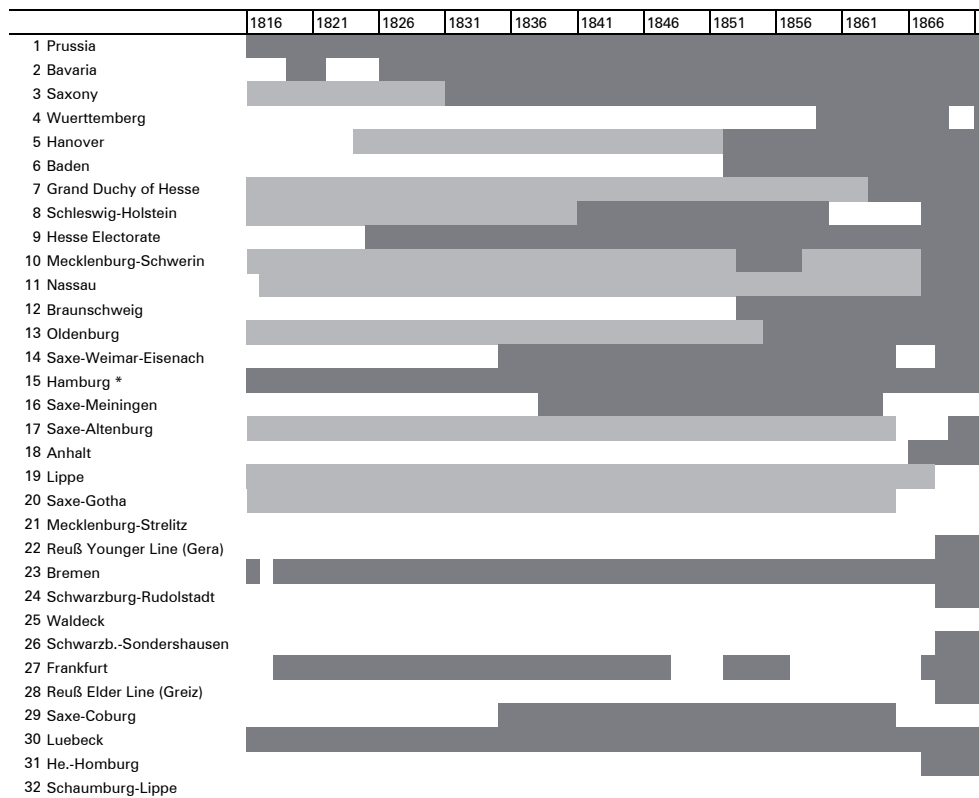 1816 1821 1826 1831 1836 1841 1846 1851 1856 1861 1866
1 Prussia
2 Bavaria
3 Saxony
4 Wuerttemberg
5 Hanover
6 Baden
7 Grand Duchy of Hesse
8 Schleswig-Holstein
9 Hesse Electorate
10 Mecklenburg-Schwerin
11 Nassau
12 Braunschweig
13 Oldenburg
14 Saxe-Weimar-Eisenach
15 Hamburg *
16 Saxe-Meiningen
17 Saxe-Altenburg
18 Anhalt
19 Lippe
20 Saxe-Gotha
21 Mecklenburg-Strelitz
22 Reuß Younger Line (Gera)
23 Bremen
24 Schwarzburg-Rudolstadt
25 Waldeck
26 Schwarzb.-Sondershausen
27 Frankfurt
28 Reuß Elder Line (Greiz)
29 Saxe-Coburg
30 Luebeck
31 He.-Homburg
32 Schaumburg-Lippe